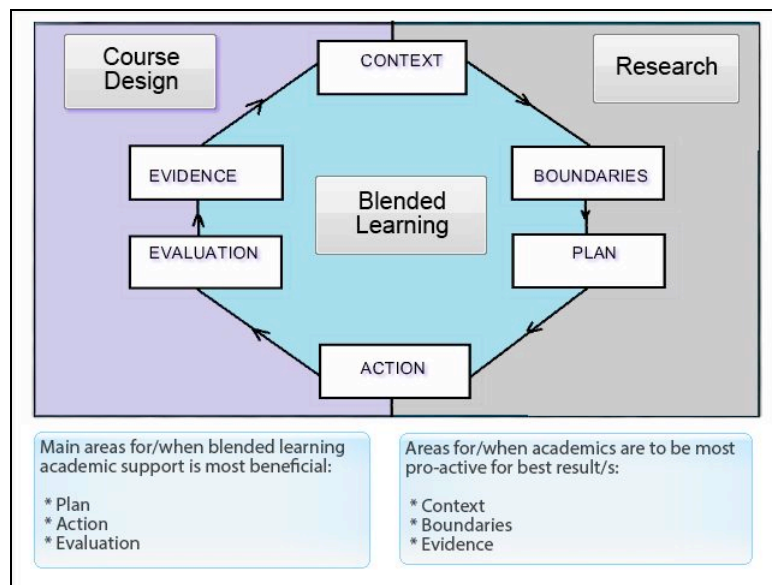 Course
Design
CONTEXT
Research
EVIDENCE
BOUNDARIES
Blended
Learning
EVALUATION
PLAN
ACTION
Main areas for/when blended learning
academic support is most beneficial:
* Plan
* Action
* Evaluation
Areas for/when academics are to be most
pro-active for best result/s:
* Context
* Boundaries
* Evidence